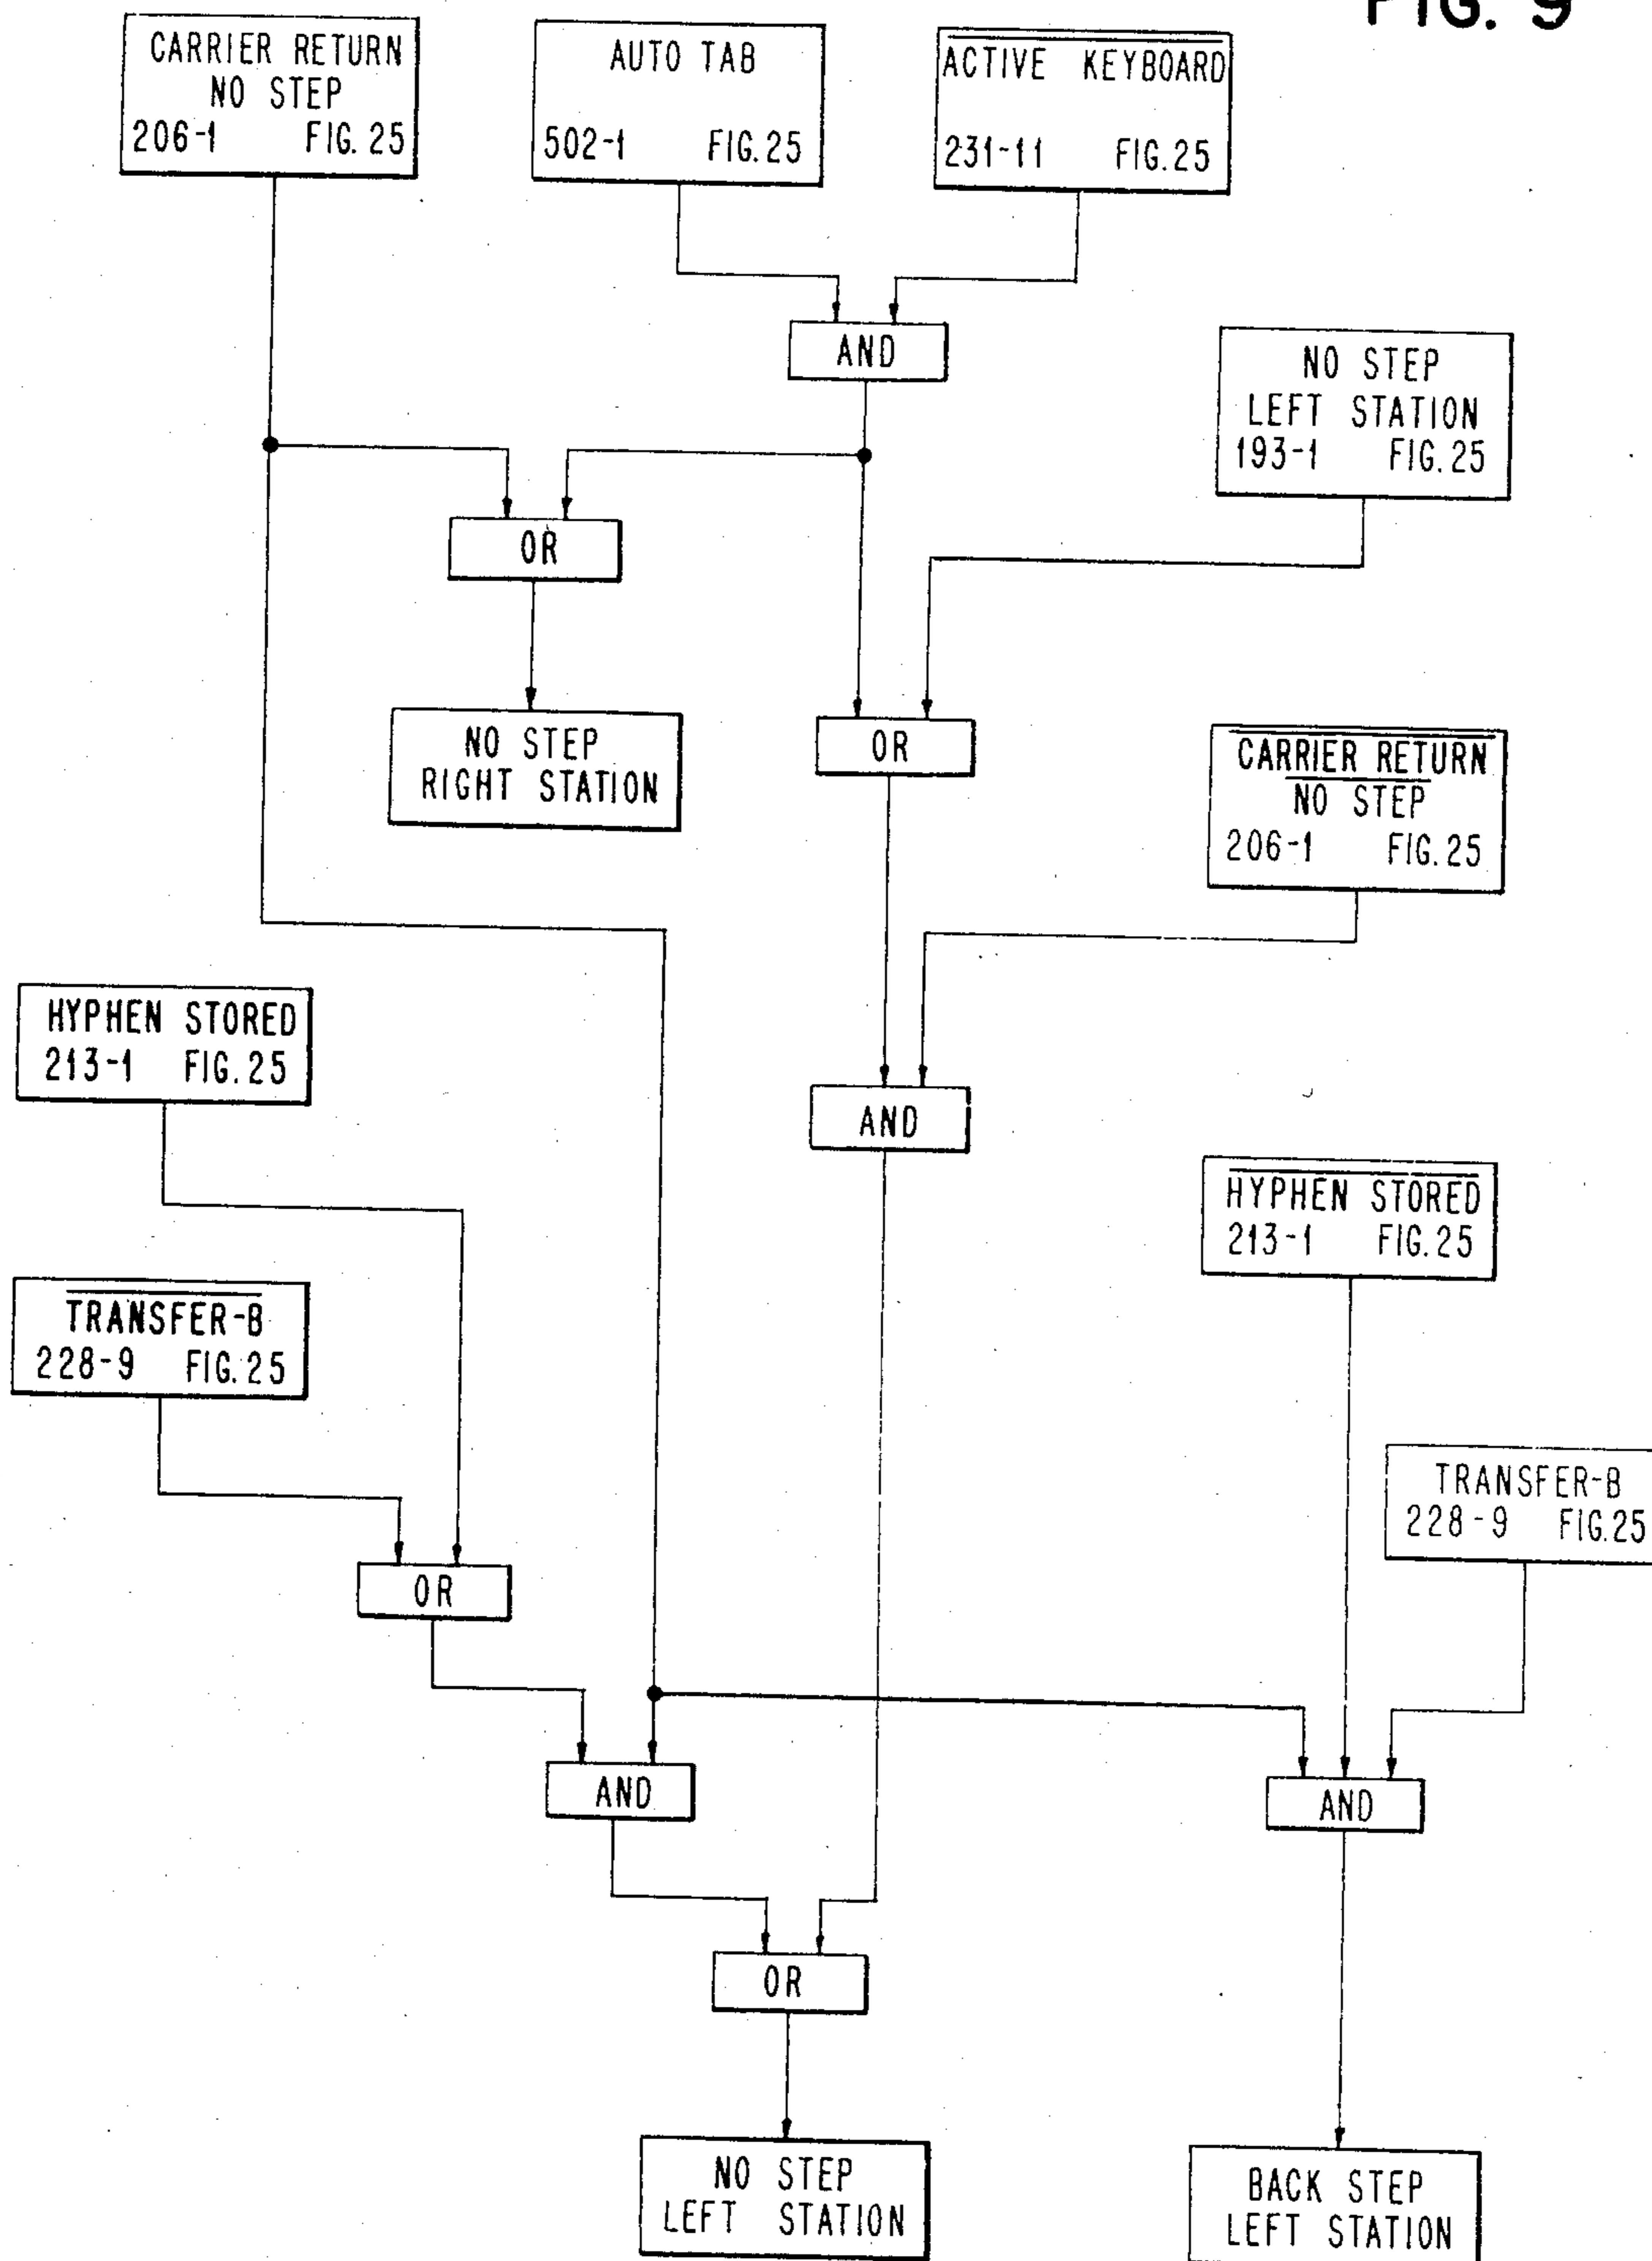 FIG. 9
CARRIER RETURN
NO STEP
206-1 FIG. 25
AUTO TAB
502-1 FIG. 25
ACTIVE KEYBOARD
231-11 FIG. 25
AND
NO STEP
LEFT STATION
193-1 FIG. 25
OR
NO STEP
RIGHT STATION
OR
CARRIER RETURN
NO STEP
206-1 FIG. 25
HYPHEN STORED
213-1 FIG. 25
AND
HYPHEN STORED
213-1 FIG. 25
TRANSFER-B
228-9 FIG. 25
TRANSFER-B
228-9 FIG. 25
OR
AND
AND
OR
NO STEP
LEFT STATION
BACK STEP
LEFT STATION